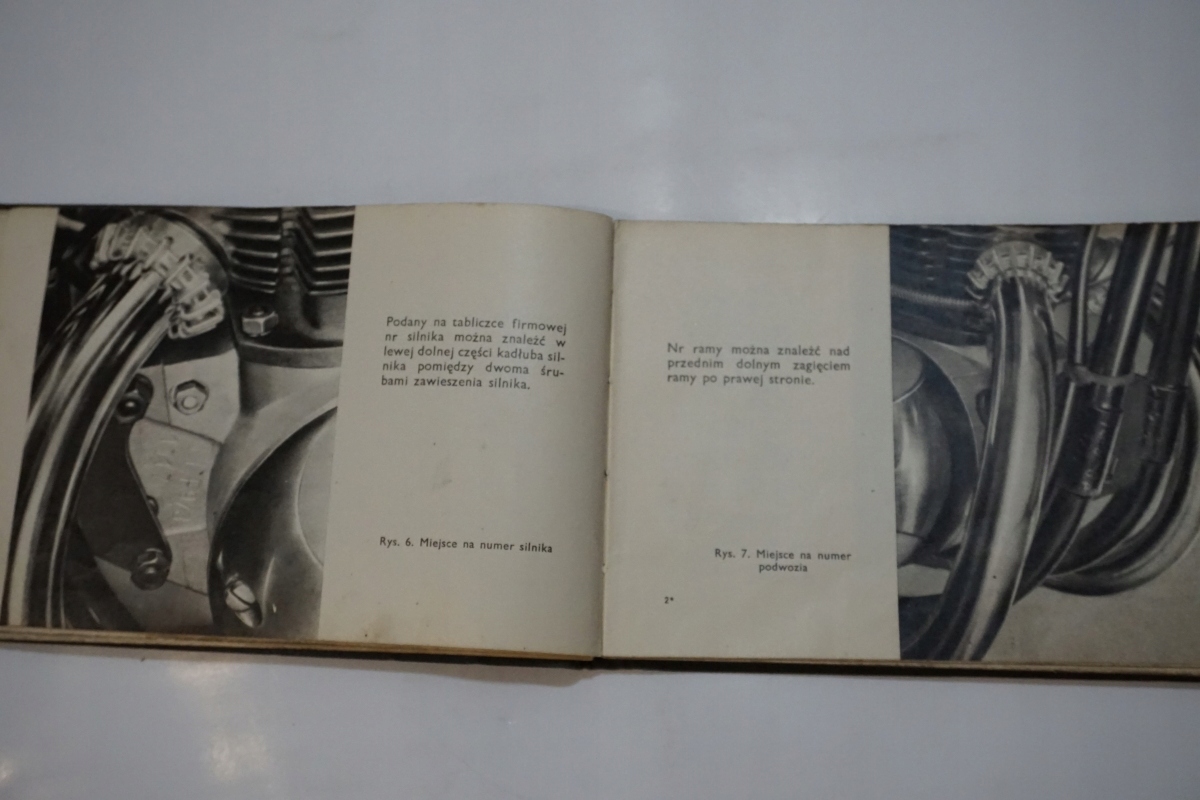 Podany na tabliczce firmowej
nr silnika można znaleźć w
lewej dolnej części kadłuba sil-
nika pomiędzy dwoma śru-
bami zawieszenia silnika.
Rys. 6. Miejsce na numer silnika
Nr ramy można znaleźć nad
przednim dolnym zagięciem
ramy po prawej stronie.
Rys. 7. Miejsce na numer
podwozia
2*